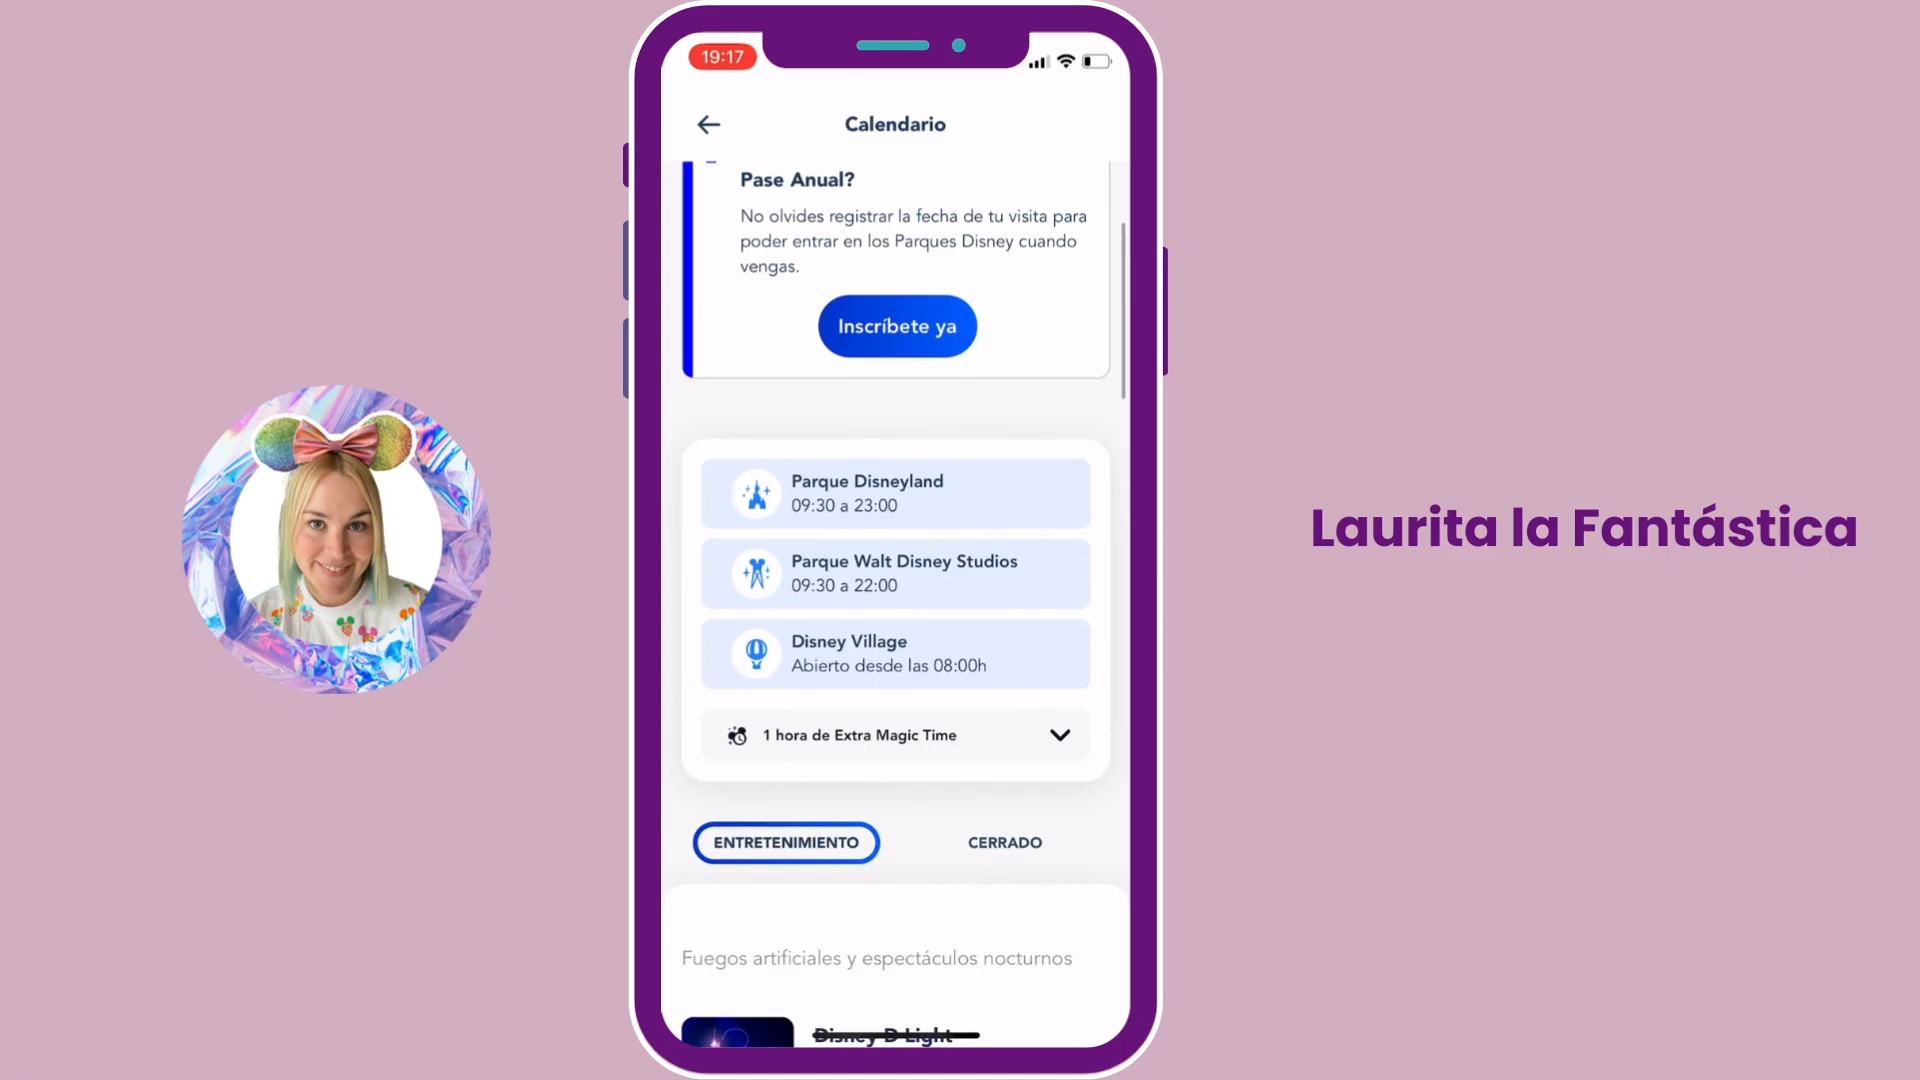 19:17
Calendario
Pase Anual?
No olvides registrar la fecha de tu visita para
poder entrar en los Parques Disney cuando
vengas.
Inscríbete ya
Parque Disneyland
09:30 a 23:00
Parque Walt Disney Studios
09:30 a 22:00
Disney Village
Abierto desde las 08:00h
1 hora de Extra Magic Time
ENTRETENIMIENTO
CERRADO
Fuegos artificiales y espectáculos nocturnos
Disney D Light
Laurita la Fantástica